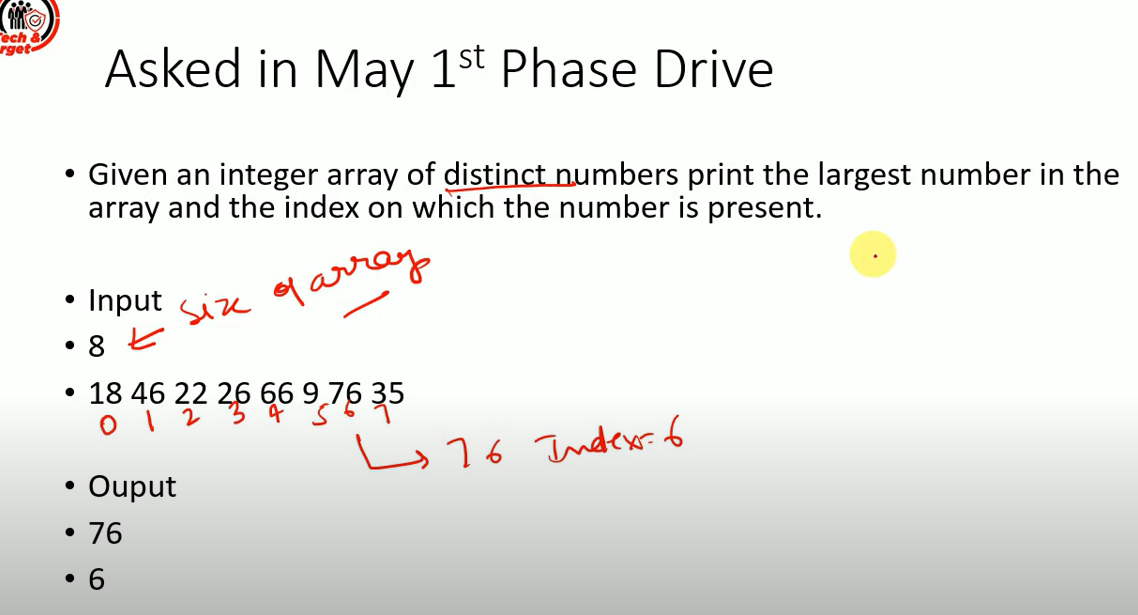 ech &
rget
Asked in May 1st Phase Drive
• Given an integer array of distinct numbers print the largest number in the
array and the index on which the number is present.
• Input size of array
• 8
• 18 46 22 26 66 9 76 35
0 1 2 3 4 5 6 7
76 Index=6
• Ouput
• 76
• 6